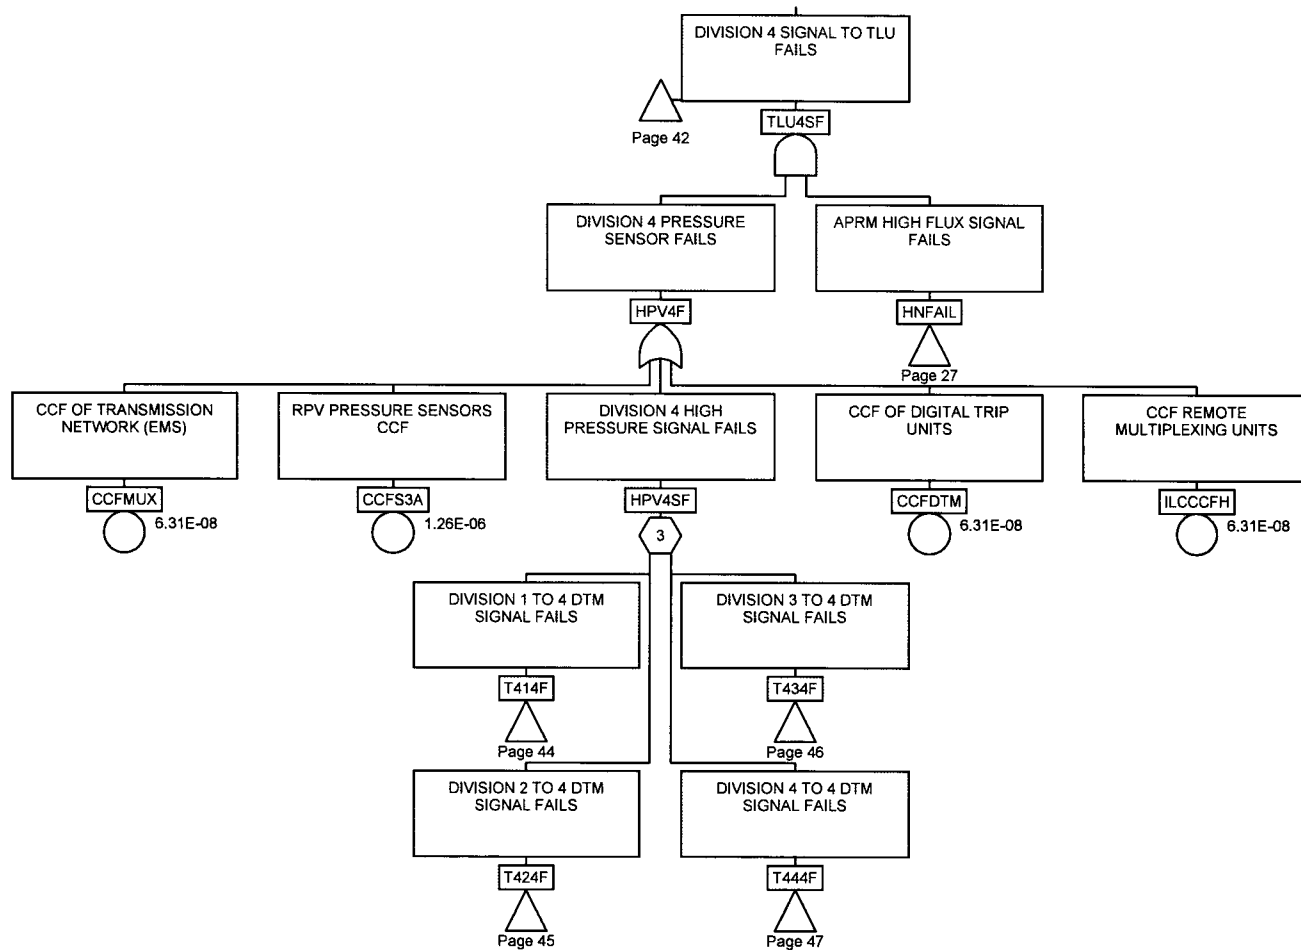 DIVISION 4 SIGNAL TO TLU
FAILS
Page 42
TLU4SF
DIVISION 4 PRESSURE
SENSOR FAILS
APRM HIGH FLUX SIGNAL
FAILS
HPV4F
HNFAIL
Page 27
CCF OF TRANSMISSION
NETWORK (EMS)
RPV PRESSURE SENSORS
CCF
DIVISION 4 HIGH
PRESSURE SIGNAL FAILS
CCF OF DIGITAL TRIP
UNITS
CCF REMOTE
MULTIPLEXING UNITS
CCFMUX
CCFS3A
HPV4SF
CCFDTM
ILCCCFH
6.31E-08
1.26E-06
3
6.31E-08
6.31E-08
DIVISION 1 TO 4 DTM
SIGNAL FAILS
DIVISION 3 TO 4 DTM
SIGNAL FAILS
T414F
T434F
Page 44
Page 46
DIVISION 2 TO 4 DTM
SIGNAL FAILS
DIVISION 4 TO 4 DTM
SIGNAL FAILS
T424F
T444F
Page 45
Page 47